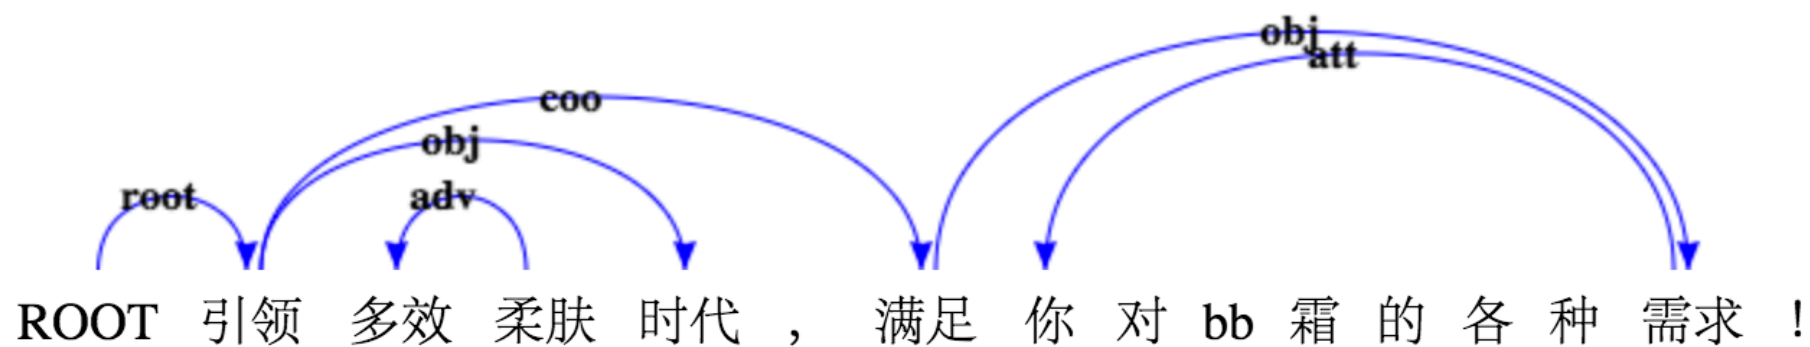 obj
att
coo
obj
root adv
ROOT 引领 多效 柔肤 时代 ， 满足 你 对 bb 霜 的 各 种 需求 ！